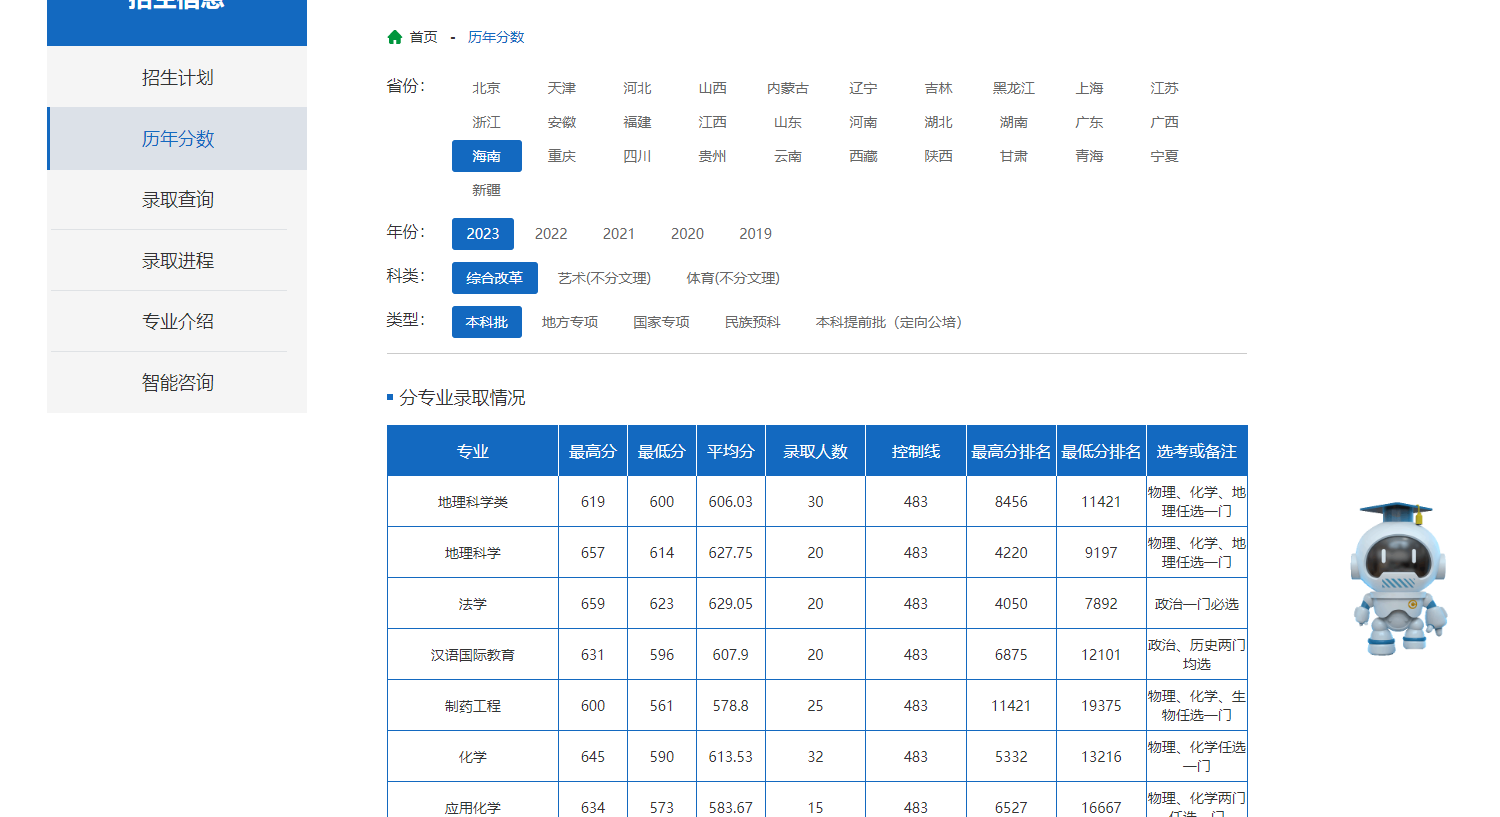 招生信息
招生计划
历年分数
录取查询
录取进程
专业介绍
智能咨询
首页 - 历年分数
省份： 北京 天津 河北 山西 内蒙古 辽宁 吉林 黑龙江 上海 江苏
浙江 安徽 福建 江西 山东 河南 湖北 湖南 广东 广西
海南 重庆 四川 贵州 云南 西藏 陕西 甘肃 青海 宁夏
新疆
年份： 2023 2022 2021 2020 2019
科类： 综合改革 艺术(不分文理) 体育(不分文理)
类型： 本科批 地方专项 国家专项 民族预科 本科提前批（定向公培）
分专业录取情况
专业 最高分 最低分 平均分 录取人数 控制线 最高分排名 最低分排名 选考或备注
地理科学类 619 600 606.03 30 483 8456 11421 物理、化学、地
理任选一门
地理科学 657 614 627.75 20 483 4220 9197 物理、化学、地
理任选一门
法学 659 623 629.05 20 483 4050 7892 政治一门必选
汉语国际教育 631 596 607.9 20 483 6875 12101 政治、历史两门
均选
制药工程 600 561 578.8 25 483 11421 19375 物理、化学、生
物任选一门
化学 645 590 613.53 32 483 5332 13216 物理、化学任选
一门
应用化学 634 573 583.67 15 483 6527 16667 物理、化学两门
任选一门